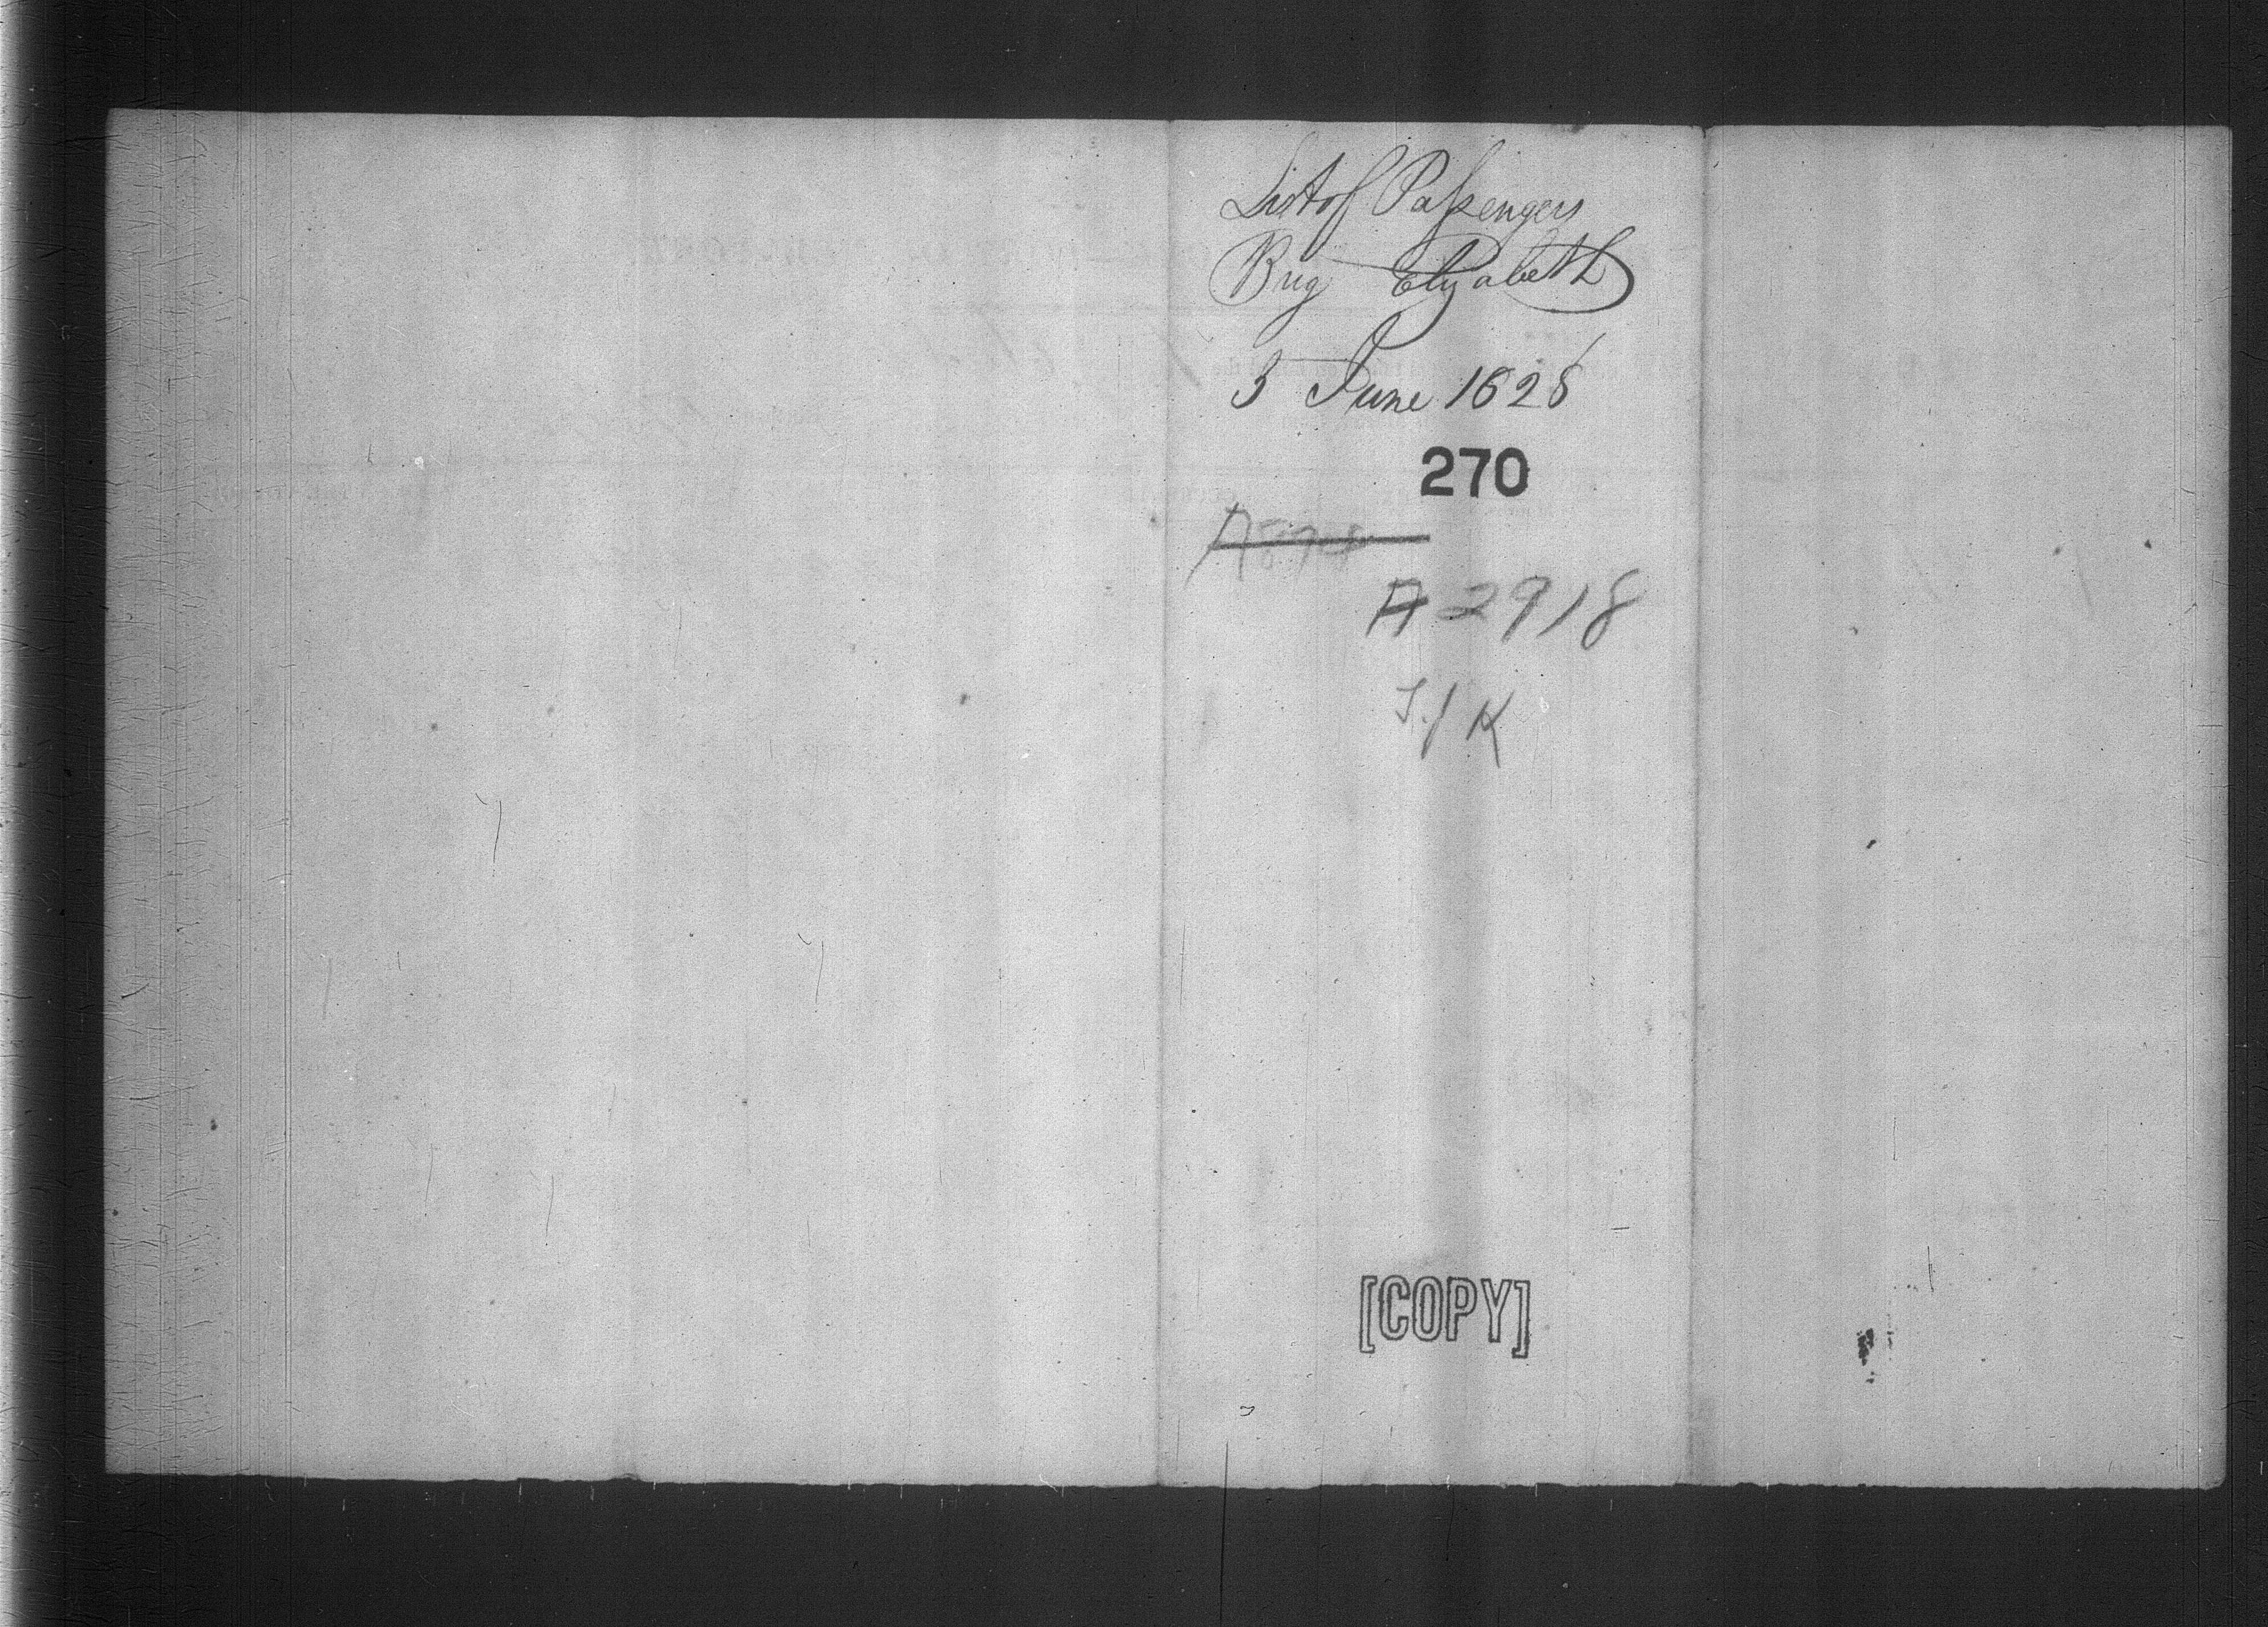 List of Passengers
Brig Elizabeth
3 June 1828
270
A 2918
[COPY]